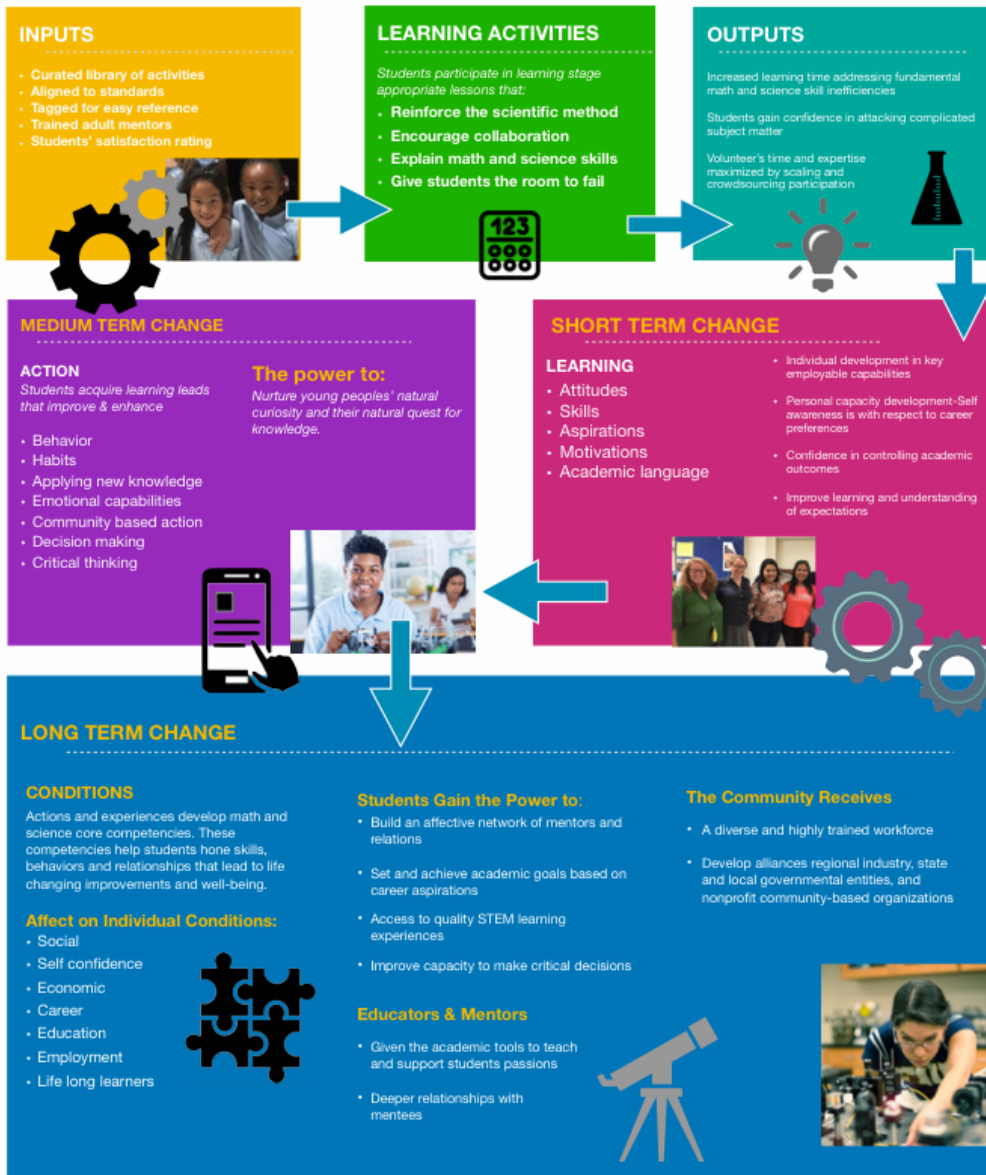 INPUTS
• Curated library of activities
• Aligned to standards
• Tagged for easy reference
• Trained adult mentors
• Students' satisfaction rating
LEARNING ACTIVITIES
Students participate in learning stage
appropriate lessons that:
• Reinforce the scientific method
• Encourage collaboration
• Explain math and science skills
• Give students the room to fail
123
OUTPUTS
Increased learning time addressing fundamental
math and science skill inefficiencies
Students gain confidence in attacking complicated
subject matter
Volunteer's time and expertise
maximized by scaling and
crowdsourcing participation
SHORT TERM CHANGE
LEARNING
• Attitudes
• Skills
• Aspirations
• Motivations
• Academic language
• Individual development in key
employable capabilities
• Personal capacity development-Self
awareness is with respect to career
preferences
• Confidence in controlling academic
outcomes
• Improve learning and understanding
of expectations
MEDIUM TERM CHANGE
ACTION
Students acquire learning leads
that improve & enhance
• Behavior
• Habits
• Applying new knowledge
• Emotional capabilities
• Community based action
• Decision making
• Critical thinking
The power to:
Nurture young peoples' natural
curiosity and their natural quest for
knowledge.
LONG TERM CHANGE
CONDITIONS
Actions and experiences develop math and
science core competencies. These
competencies help students hone skills,
behaviors and relationships that lead to life
changing improvements and well-being.
Affect on Individual Conditions:
• Social
• Self confidence
• Economic
• Career
• Education
• Employment
• Life long learners
Students Gain the Power to:
• Build an affective network of mentors and
relations
• Set and achieve academic goals based on
career aspirations
• Access to quality STEM learning
experiences
• Improve capacity to make critical decisions
Educators & Mentors
• Given the academic tools to teach
and support students passions
• Deeper relationships with
mentees
The Community Receives
• A diverse and highly trained workforce
• Develop alliances regional industry, state
and local governmental entities, and
nonprofit community-based organizations